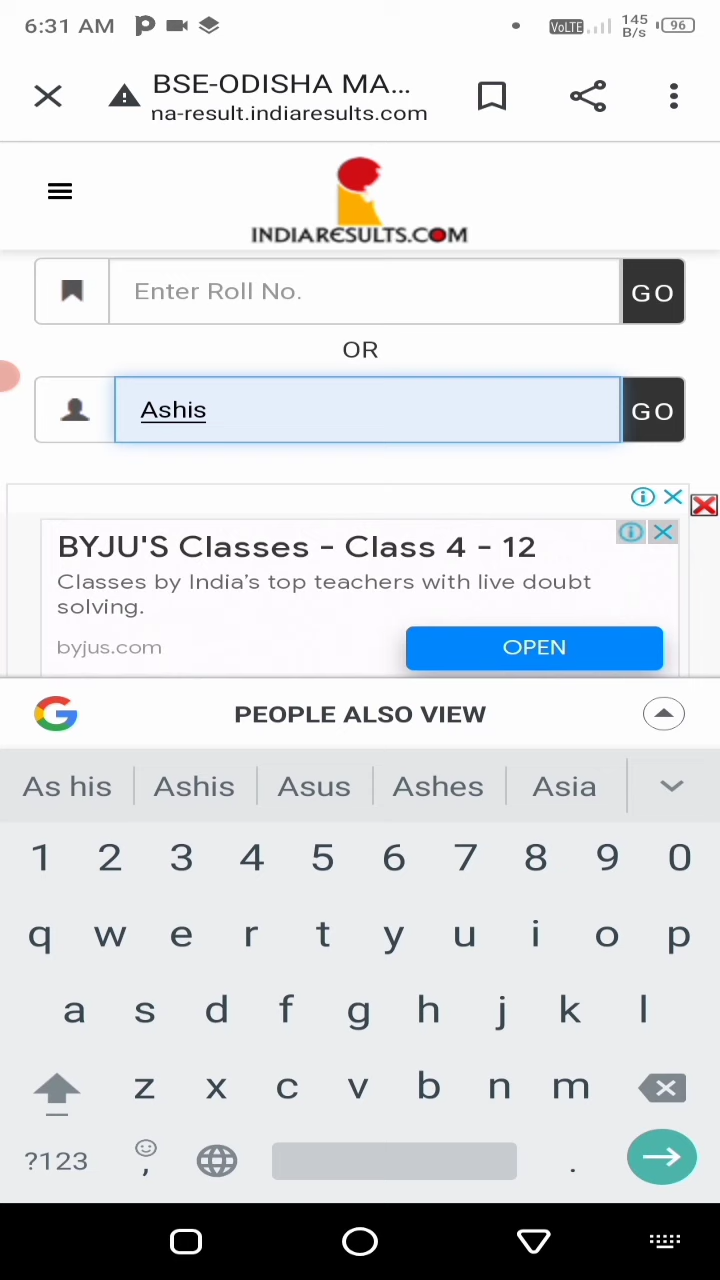 6:31 AM
VoLTE
145 B/s
96
BSE-ODISHA MA...
na-result.indiaresults.com
INDIARESULTS.COM
Enter Roll No.
GO
OR
Ashis
GO
BYJU'S Classes - Class 4 - 12
Classes by India's top teachers with live doubt
solving.
byjus.com
OPEN
PEOPLE ALSO VIEW
As his Ashis Asus Ashes Asia
1 2 3 4 5 6 7 8 9 0
q w e r t y u i o p
a s d f g h j k l
z x c v b n m
?123 , .